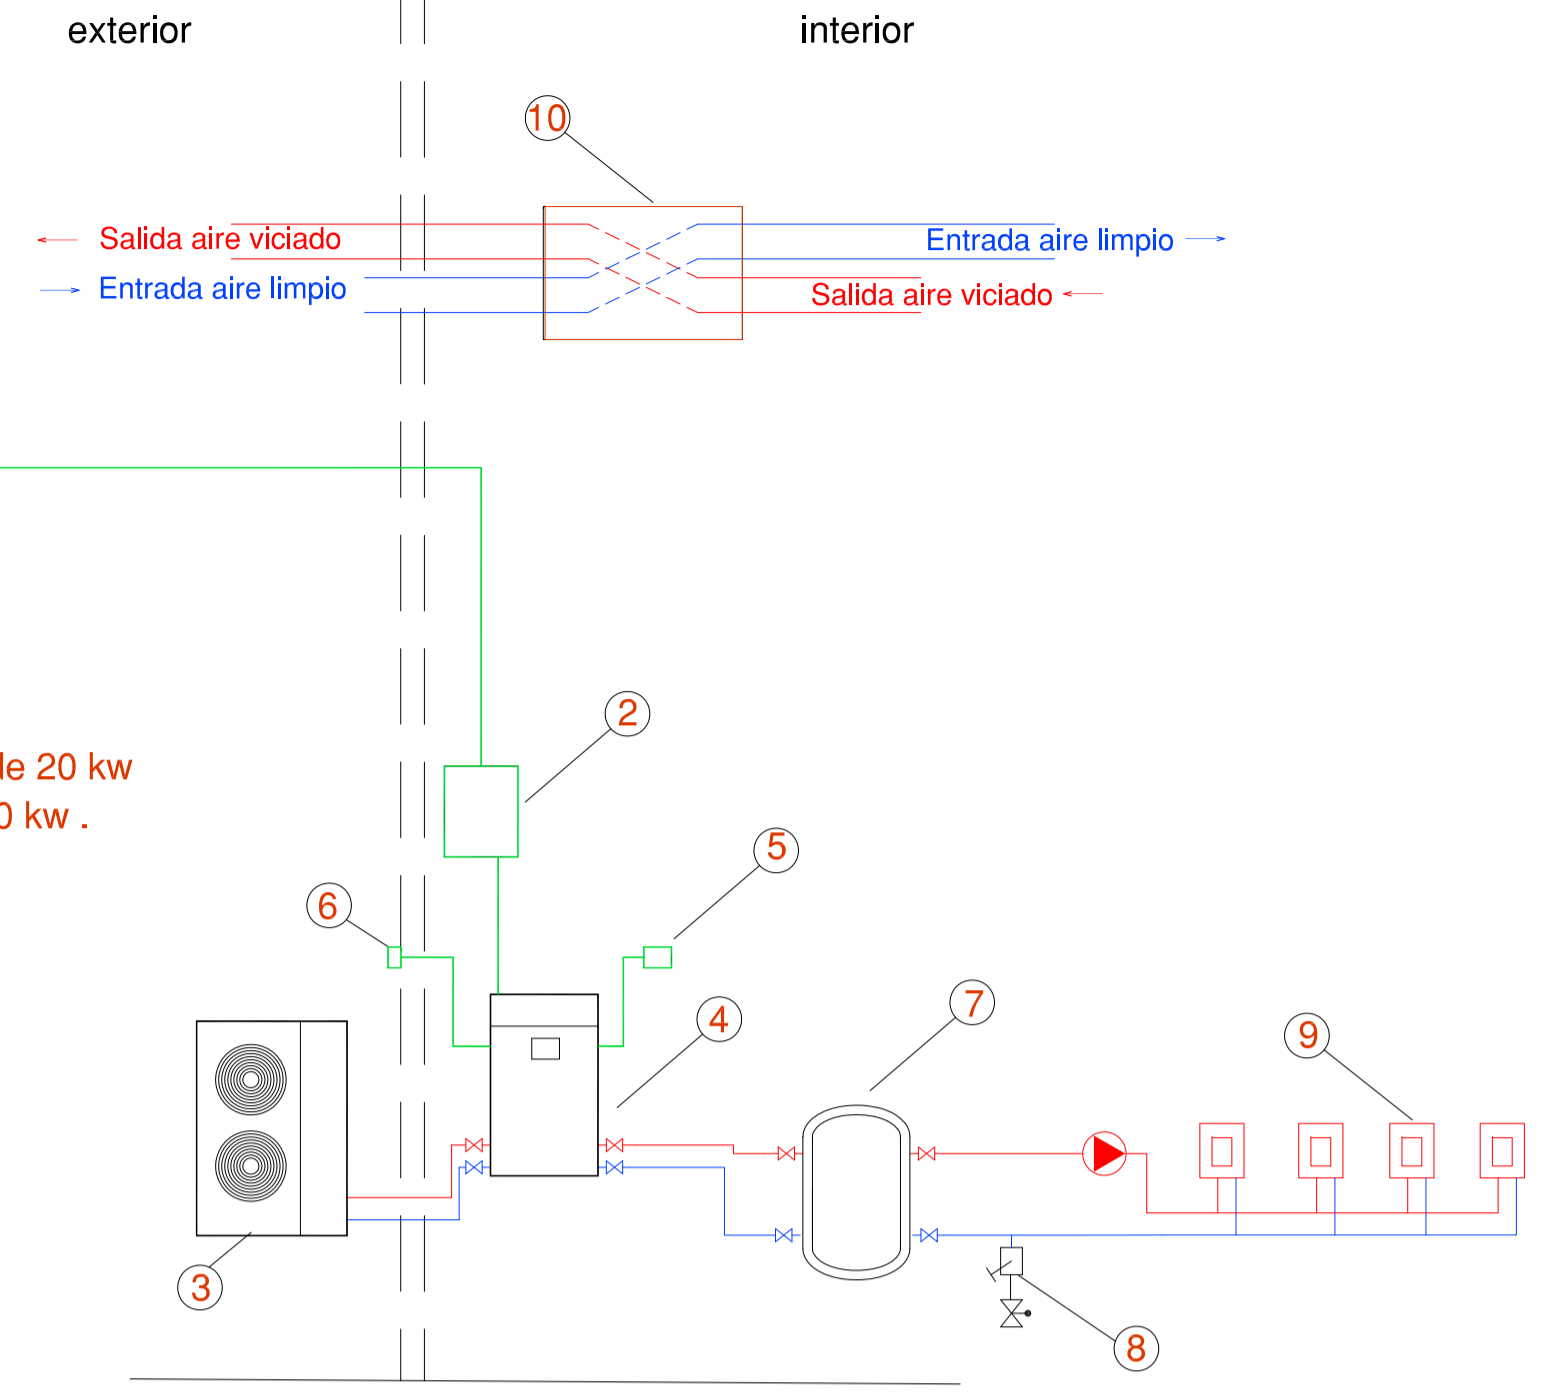 exterior
interior
10
Salida aire viciado
Entrada aire limpio
Entrada aire limpio
Salida aire viciado
2
de 20 kw
0 kw .
5
6
4
7
9
3
8